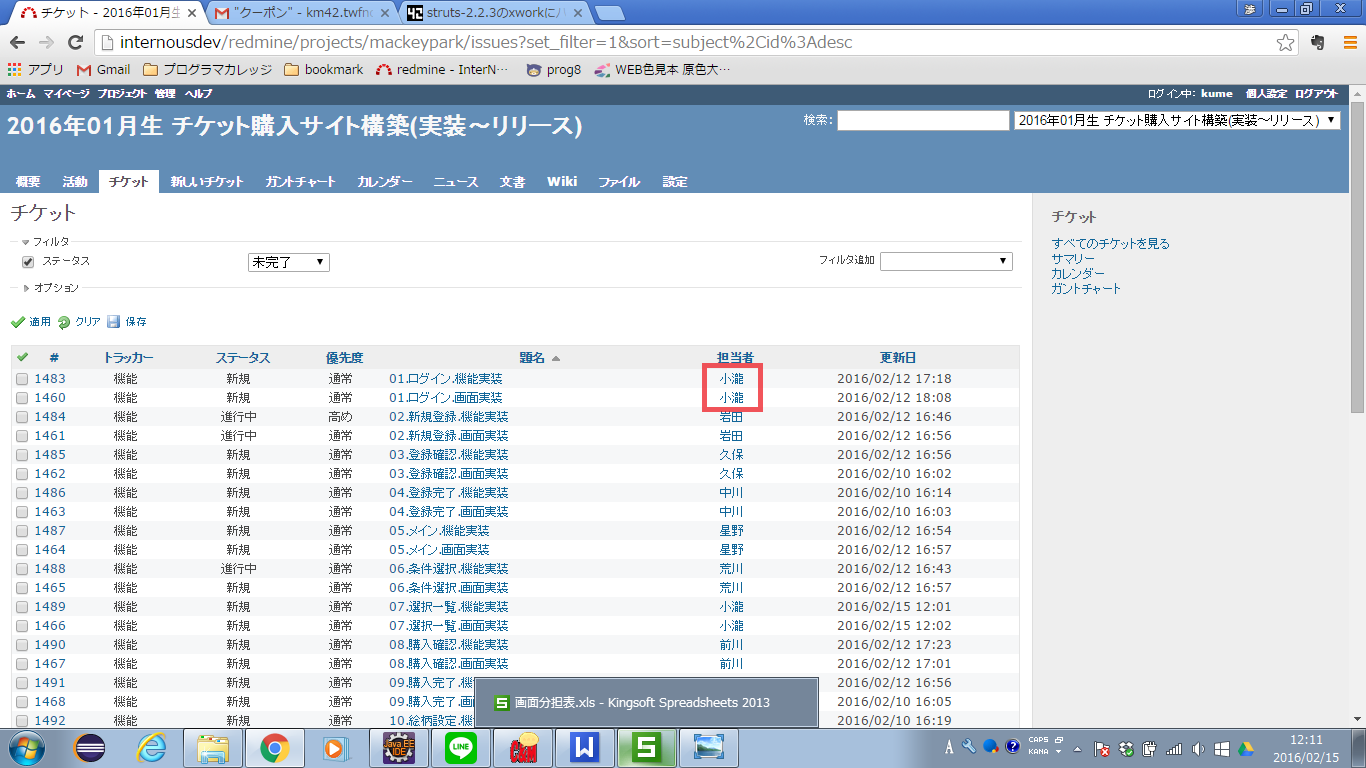 チケット - 2016年01月生
"クーポン" - km42.twfnc
struts-2.2.3のxworkにバ
internousdev/redmine/projects/mackeypark/issues?set_filter=1&sort=subject%2Cid%3Adesc
アプリ Gmail プログラマカレッジ bookmark redmine - InterN… prog8 WEB色見本 原色大…
ホーム マイページ プロジェクト 管理 ヘルプ ログイン中: kume 個人設定 ログアウト
2016年01月生 チケット購入サイト構築(実装～リリース) 検索: 2016年01月生 チケット購入サイト構築(実装～リリース)
概要 活動 チケット 新しいチケット ガントチャート カレンダー ニュース 文書 Wiki ファイル 設定
チケット
フィルタ
ステータス 未完了 フィルタ追加
オプション
適用 クリア 保存
チケット
すべてのチケットを見る
サマリー
カレンダー
ガントチャート
# トラッカー ステータス 優先度 題名 担当者 更新日
1483 機能 新規 通常 01.ログイン.機能実装 小瀧 2016/02/12 17:18
1460 機能 新規 通常 01.ログイン.画面実装 小瀧 2016/02/12 18:08
1484 機能 進行中 高め 02.新規登録.機能実装 岩田 2016/02/12 16:46
1461 機能 進行中 通常 02.新規登録.画面実装 岩田 2016/02/12 16:56
1485 機能 新規 通常 03.登録確認.機能実装 久保 2016/02/12 16:56
1462 機能 新規 通常 03.登録確認.画面実装 久保 2016/02/10 16:02
1486 機能 新規 通常 04.登録完了.機能実装 中川 2016/02/10 16:14
1463 機能 新規 通常 04.登録完了.画面実装 中川 2016/02/10 16:03
1487 機能 新規 通常 05.メイン.機能実装 星野 2016/02/12 16:54
1464 機能 新規 通常 05.メイン.画面実装 星野 2016/02/12 16:57
1488 機能 進行中 通常 06.条件選択.機能実装 荒川 2016/02/12 16:43
1465 機能 新規 通常 06.条件選択.画面実装 荒川 2016/02/12 16:57
1489 機能 新規 通常 07.選択一覧.機能実装 小瀧 2016/02/15 12:01
1466 機能 新規 通常 07.選択一覧.画面実装 小瀧 2016/02/15 12:02
1490 機能 新規 通常 08.購入確認.機能実装 前川 2016/02/12 17:23
1467 機能 新規 通常 08.購入確認.画面実装 前川 2016/02/12 17:01
1491 機能 新規 通常 09.購入完了.機 2016/02/12 16:56
1468 機能 新規 通常 09.購入完了.画 2016/02/10 16:05
1492 機能 新規 通常 10.絵柄設定.機 2016/02/10 16:19
画面分担表.xls - Kingsoft Spreadsheets 2013
Java EE IDE LINE W S A CAPS KANA 12:11
2016/02/15